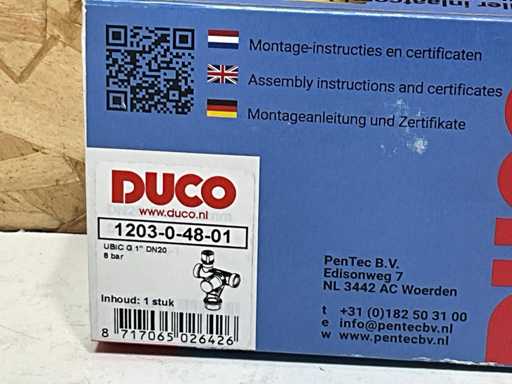 Montage-instructies en certificaten
Assembly instructions and certificates
Montageanleitung und Zertifikate
DUCO
www.duco.nl
1203-0-48-01
UBIC G 1" DN20
8 bar
Inhoud: 1 stuk
8 717065 026426
PenTec B.V.
Edisonweg 7
NL 3442 AC Woerden
t +31 (0)182 50 31 00
e info@pentecbv.nl
w www.pentecbv.nl